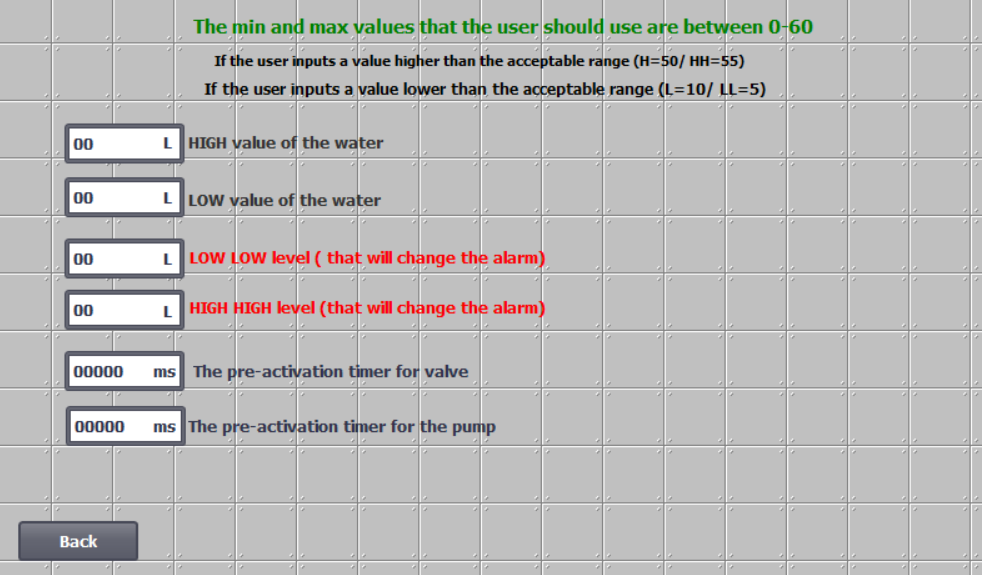 The min and max values that the user should use are between 0-60
If the user inputs a value higher than the acceptable range (H=50/ HH=55)
If the user inputs a value lower than the acceptable range (L=10/ LL=5)
00 L HIGH value of the water
00 L LOW value of the water
00 L LOW LOW level ( that will change the alarm)
00 L HIGH HIGH level (that will change the alarm)
00000 ms The pre-activation timer for valve
00000 ms The pre-activation timer for the pump
Back